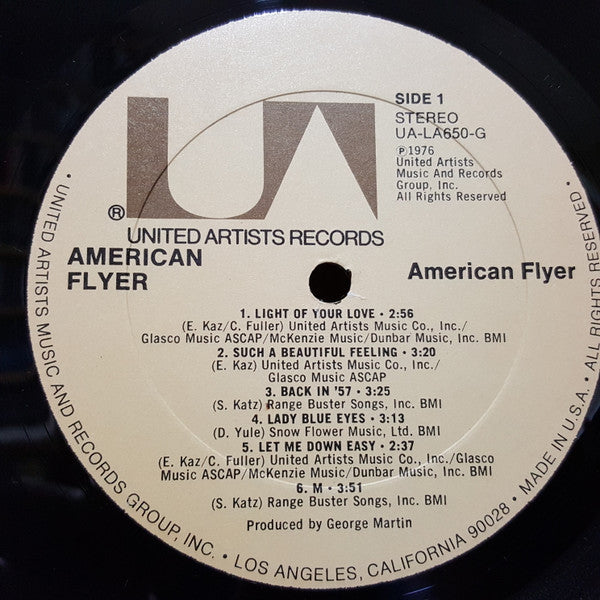 SIDE 1
STEREO
UA-LA650-G
℗1976
United Artists
Music And Records
Group, Inc.
All Rights Reserved
UA
®
UNITED ARTISTS RECORDS
AMERICAN
FLYER
American Flyer
1. LIGHT OF YOUR LOVE • 2:56
(E. Kaz/C. Fuller) United Artists Music Co., Inc./
Glasco Music ASCAP/McKenzie Music/Dunbar Music, Inc. BMI
2. SUCH A BEAUTIFUL FEELING • 3:20
(E. Kaz) United Artists Music Co., Inc./
Glasco Music ASCAP
3. BACK IN '57 • 3:25
(S. Katz) Range Buster Songs, Inc. BMI
4. LADY BLUE EYES • 3:13
(D. Yule) Snow Flower Music, Ltd. BMI
5. LET ME DOWN EASY • 2:37
(E. Kaz/C. Fuller) United Artists Music Co., Inc./Glasco
Music ASCAP/McKenzie Music/Dunbar Music, Inc. BMI
6. M • 3:51
(S. Katz) Range Buster Songs, Inc. BMI
Produced by George Martin
• UNITED ARTISTS MUSIC AND RECORDS GROUP, INC. • LOS ANGELES, CALIFORNIA 90028 • MADE IN U.S.A. • ALL RIGHTS RESERVED •